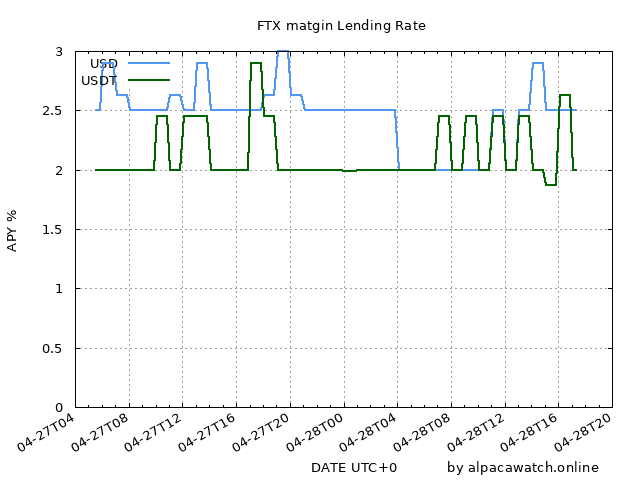 FTX matgin Lending Rate
USD
USDT
3
2.5
2
1.5
1
0.5
0
APY %
04-27T04
04-27T08
04-27T12
04-27T16
04-27T20
04-28T00
04-28T04
04-28T08
04-28T12
04-28T16
04-28T20
DATE UTC+0
by alpacawatch.online